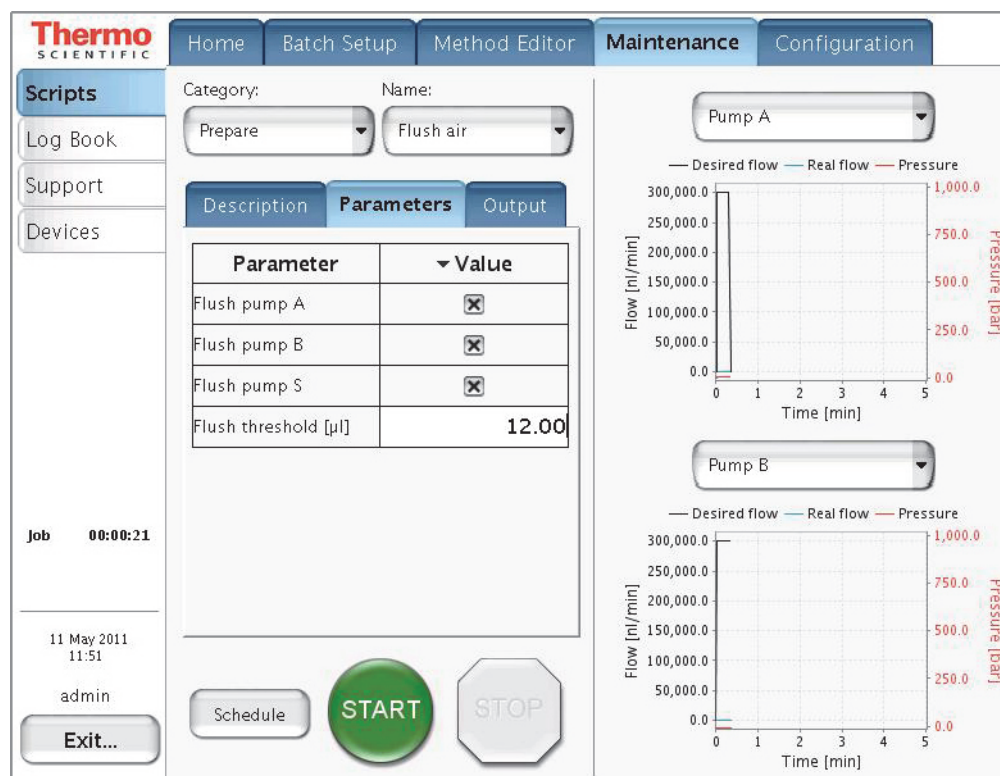 Thermo
SCIENTIFIC
Home
Batch Setup
Method Editor
Maintenance
Configuration
Scripts
Log Book
Support
Devices
Job 00:00:21
11 May 2011
11:51
admin
Exit...
Category:
Name:
Prepare
Flush air
Description
Parameters
Output
Parameter
Value
Flush pump A
Flush pump B
Flush pump S
Flush threshold [µl] 12.00
Schedule
START
STOP
Pump A
Desired flow Real flow Pressure
300,000.0
250,000.0
200,000.0
150,000.0
100,000.0
50,000.0
0.0
Flow [nl/min]
1,000.0
750.0
500.0
250.0
0.0
Pressure [bar]
0 1 2 3 4 5
Time [min]
Pump B
Desired flow Real flow Pressure
300,000.0
250,000.0
200,000.0
150,000.0
100,000.0
50,000.0
0.0
Flow [nl/min]
1,000.0
750.0
500.0
250.0
0.0
Pressure [bar]
0 1 2 3 4 5
Time [min]